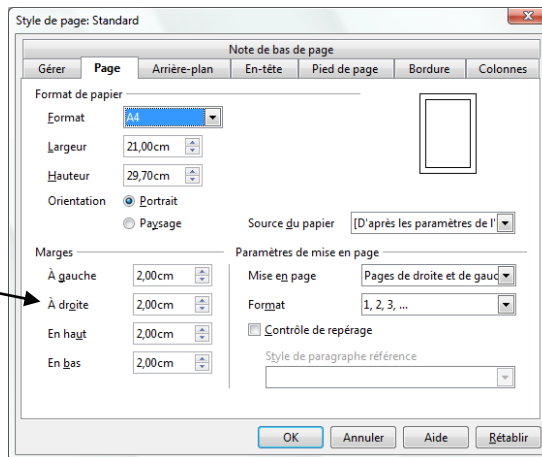 Style de page: Standard
Note de bas de page
Gérer Page Arrière-plan En-tête Pied de page Bordure Colonnes
Format de papier
Format A4
Largeur 21,00cm
Hauteur 29,70cm
Orientation Portrait
Paysage Source du papier [D'après les paramètres de l'
Marges Paramètres de mise en page
À gauche 2,00cm Mise en page Pages de droite et de gauc
À droite 2,00cm Format 1, 2, 3, ...
En haut 2,00cm Contrôle de repérage
Style de paragraphe référence
En bas 2,00cm
OK Annuler Aide Rétablir